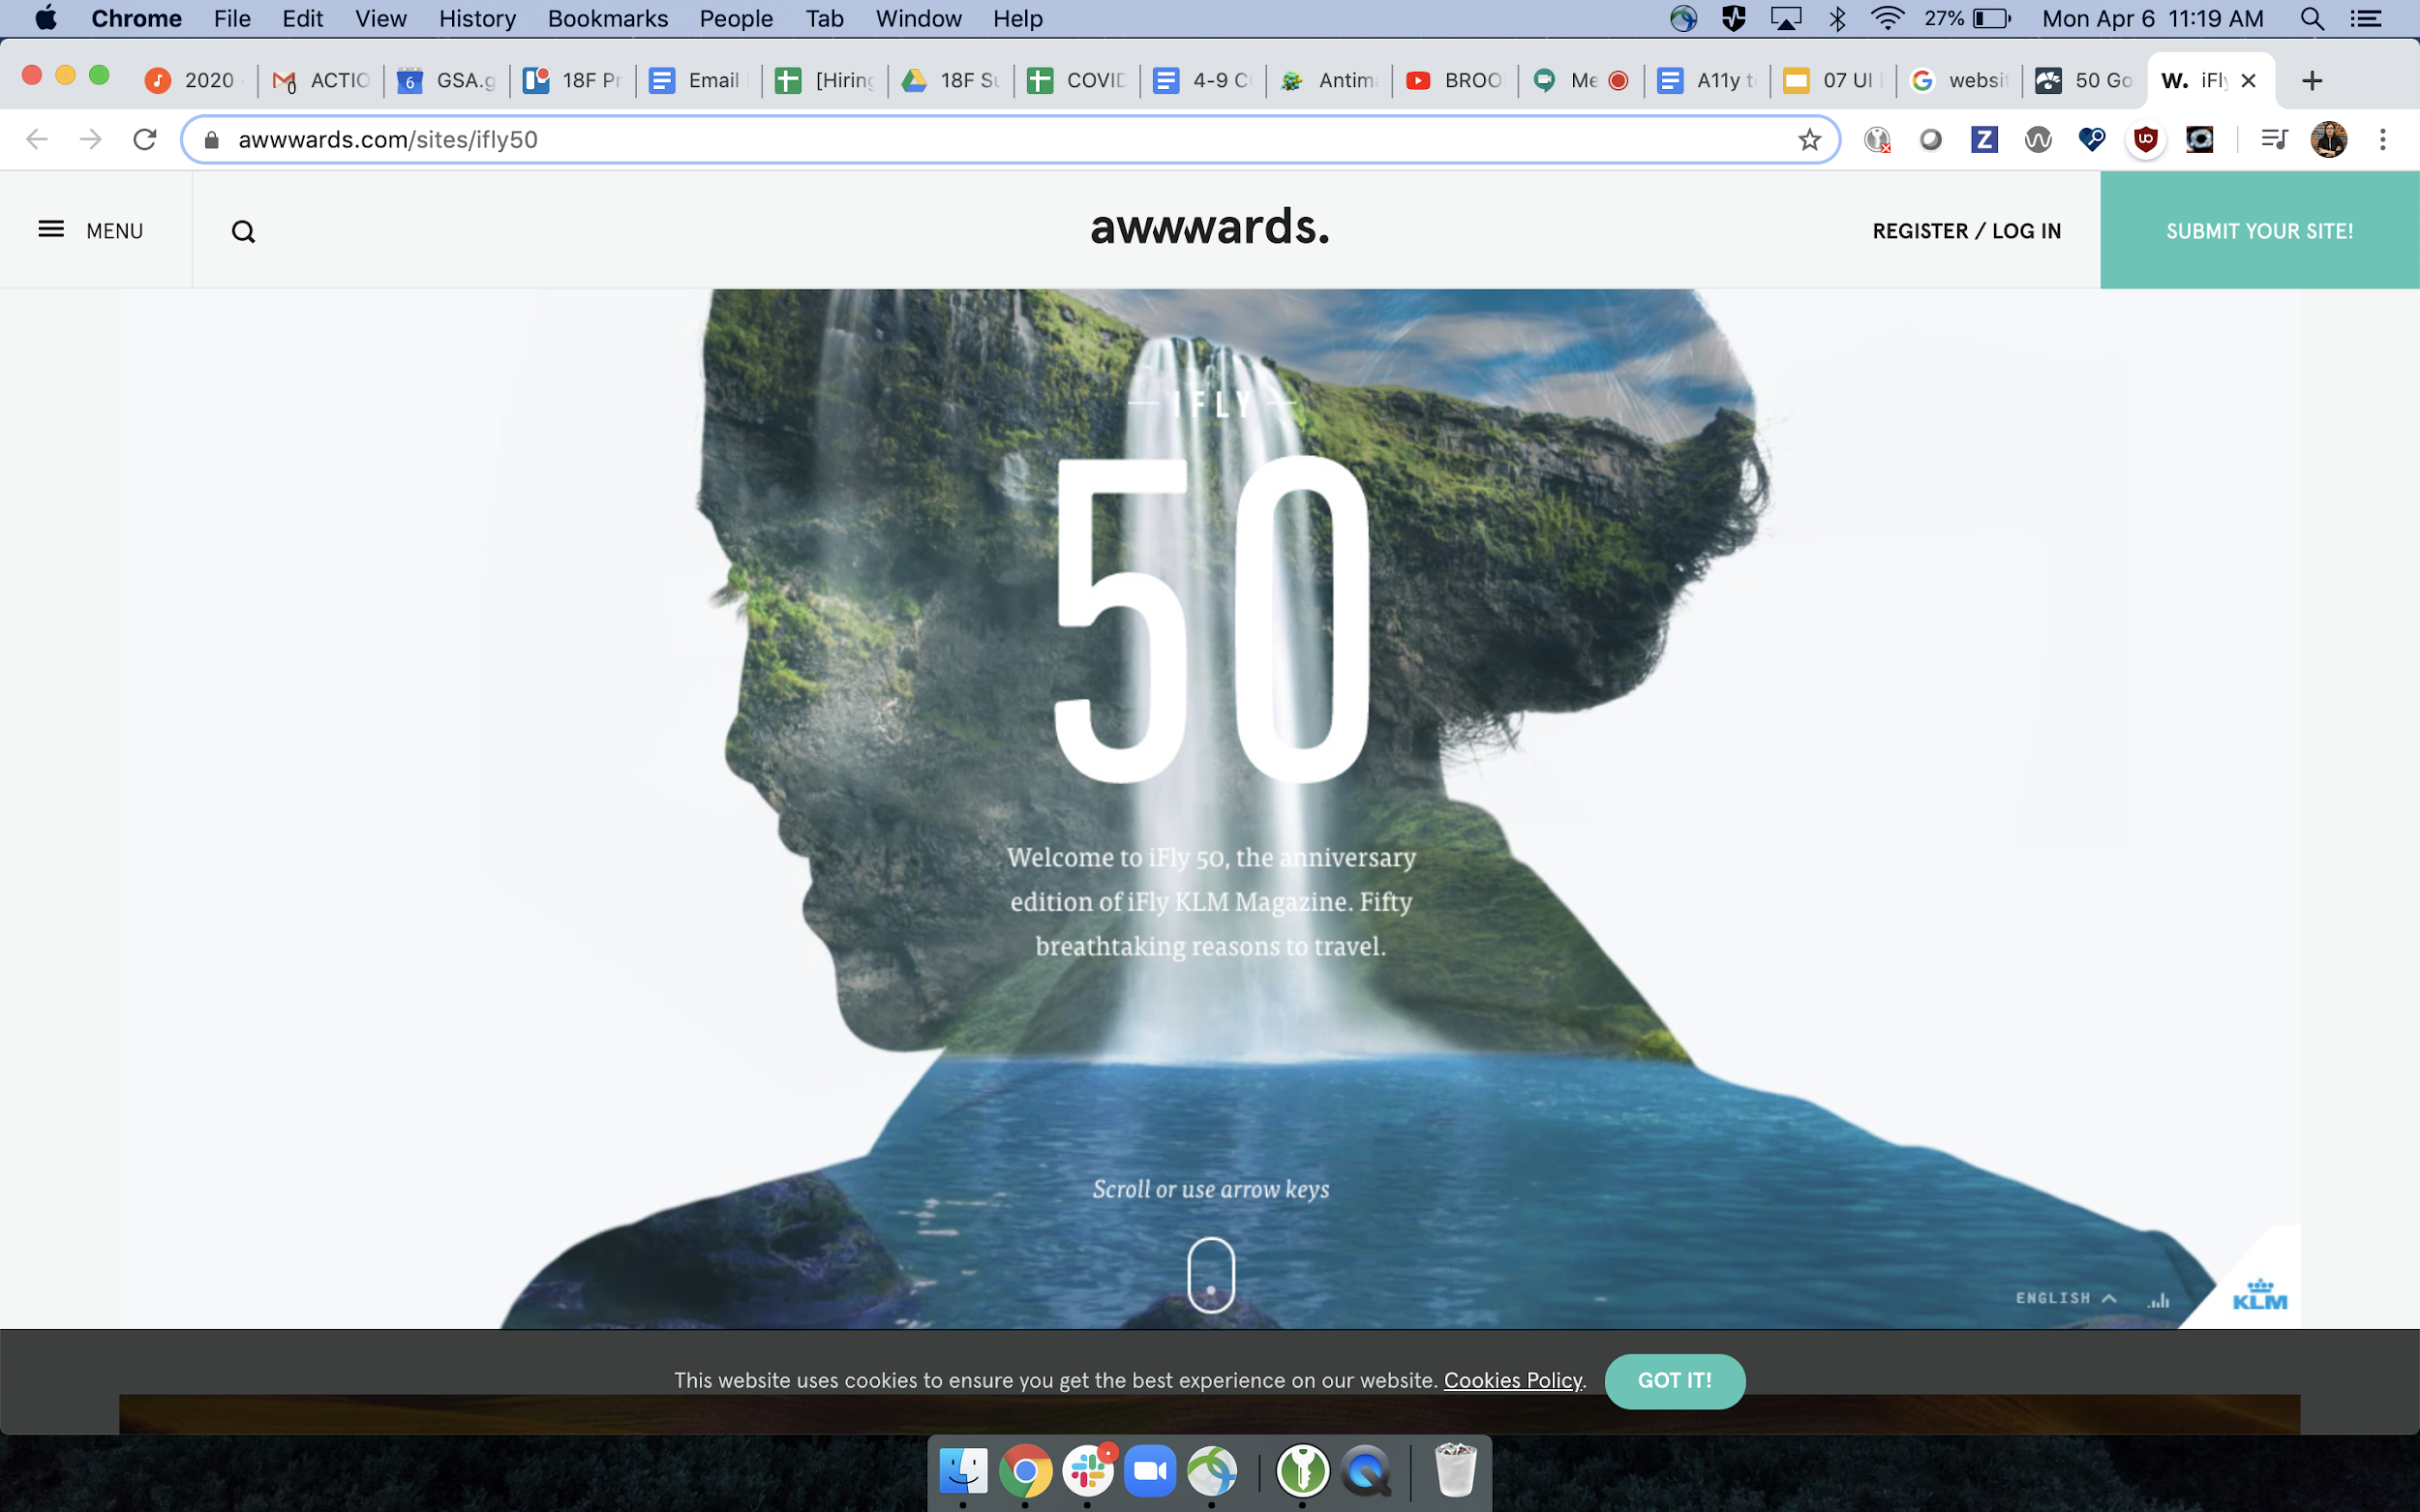 Chrome File Edit View History Bookmarks People Tab Window Help 27% Mon Apr 6 11:19 AM
2020 ACTIO 6 GSA.g 18F Pr Email [Hiring 18F Su COVID 4-9 C Antima BROO Me A11y t 07 UI websi 50 Go W. iFly
awwwards.com/sites/ifly50
MENU awwwards. REGISTER / LOG IN SUBMIT YOUR SITE!
IFLY
50
Welcome to iFly 50, the anniversary
edition of iFly KLM Magazine. Fifty
breathtaking reasons to travel.
Scroll or use arrow keys
ENGLISH KLM
This website uses cookies to ensure you get the best experience on our website. Cookies Policy. GOT IT!